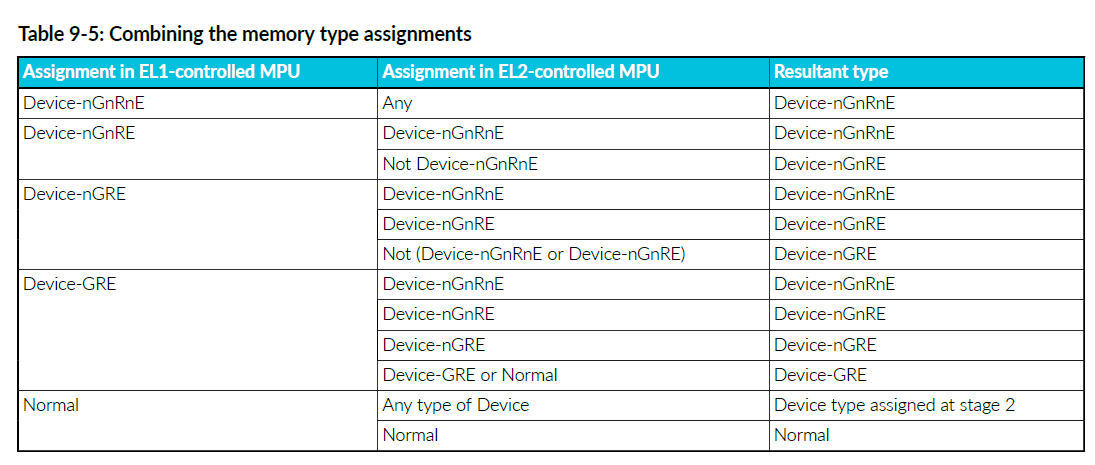 Table 9-5: Combining the memory type assignments
Assignment in EL1-controlled MPU Assignment in EL2-controlled MPU Resultant type
Device-nGnRnE Any Device-nGnRnE
Device-nGnRE Device-nGnRnE Device-nGnRnE
Not Device-nGnRnE Device-nGnRE
Device-nGRE Device-nGnRnE Device-nGnRnE
Device-nGnRE Device-nGnRE
Not (Device-nGnRnE or Device-nGnRE) Device-nGRE
Device-GRE Device-nGnRnE Device-nGnRnE
Device-nGnRE Device-nGnRE
Device-nGRE Device-nGRE
Device-GRE or Normal Device-GRE
Normal Any type of Device Device type assigned at stage 2
Normal Normal